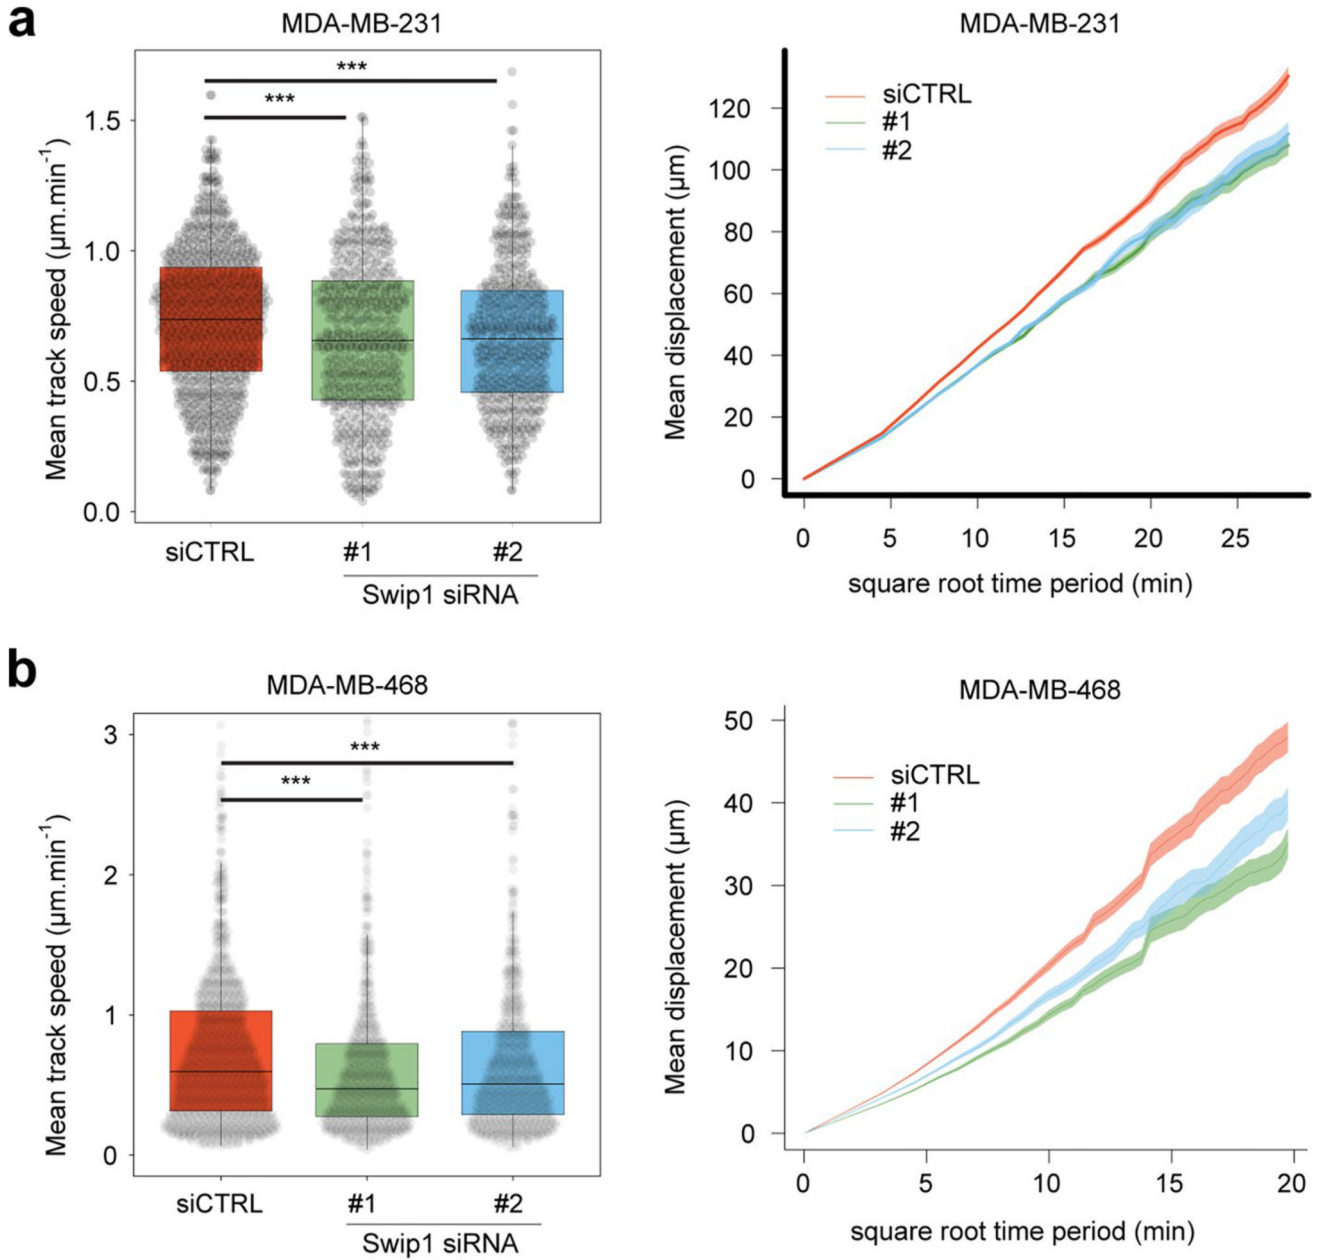 a
MDA-MB-231
***
***
Mean track speed (µm.min⁻¹)
1.5
1.0
0.5
0.0
siCTRL #1 #2
Swip1 siRNA
MDA-MB-231
siCTRL
#1
#2
Mean displacement (µm)
120
100
80
60
40
20
0
0 5 10 15 20 25
square root time period (min)
b
MDA-MB-468
***
***
Mean track speed (µm.min⁻¹)
3
2
1
0
siCTRL #1 #2
Swip1 siRNA
MDA-MB-468
siCTRL
#1
#2
Mean displacement (µm)
50
40
30
20
10
0
0 5 10 15 20
square root time period (min)